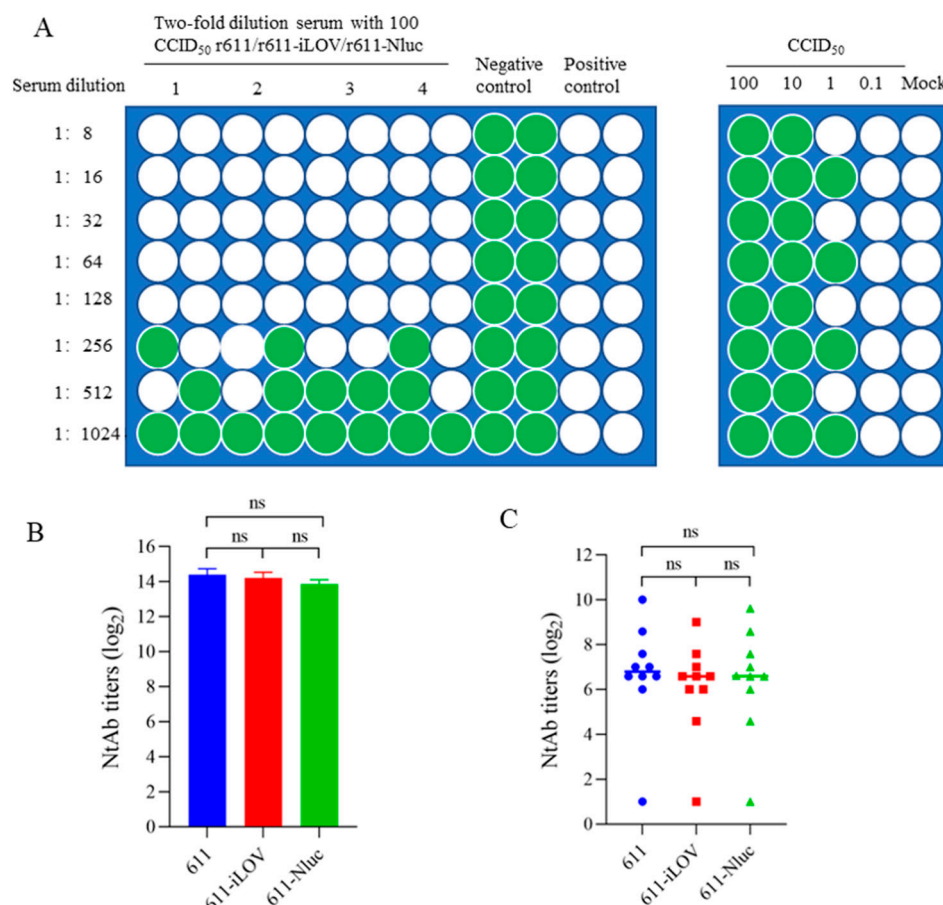 A
Two-fold dilution serum with 100
CCID50 r611/r611-iLOV/r611-Nluc
Serum dilution
1 2 3 4
Negative
control
Positive
control
CCID50
100 10 1 0.1 Mock
1: 8
1: 16
1: 32
1: 64
1: 128
1: 256
1: 512
1: 1024
B
ns
ns ns
NtAb titers (log2)
16
14
12
10
8
6
4
2
0
611
611-iLOV
611-Nluc
C
ns
ns ns
NtAb titers (log2)
12
10
8
6
4
2
0
611
611-iLOV
611-Nluc